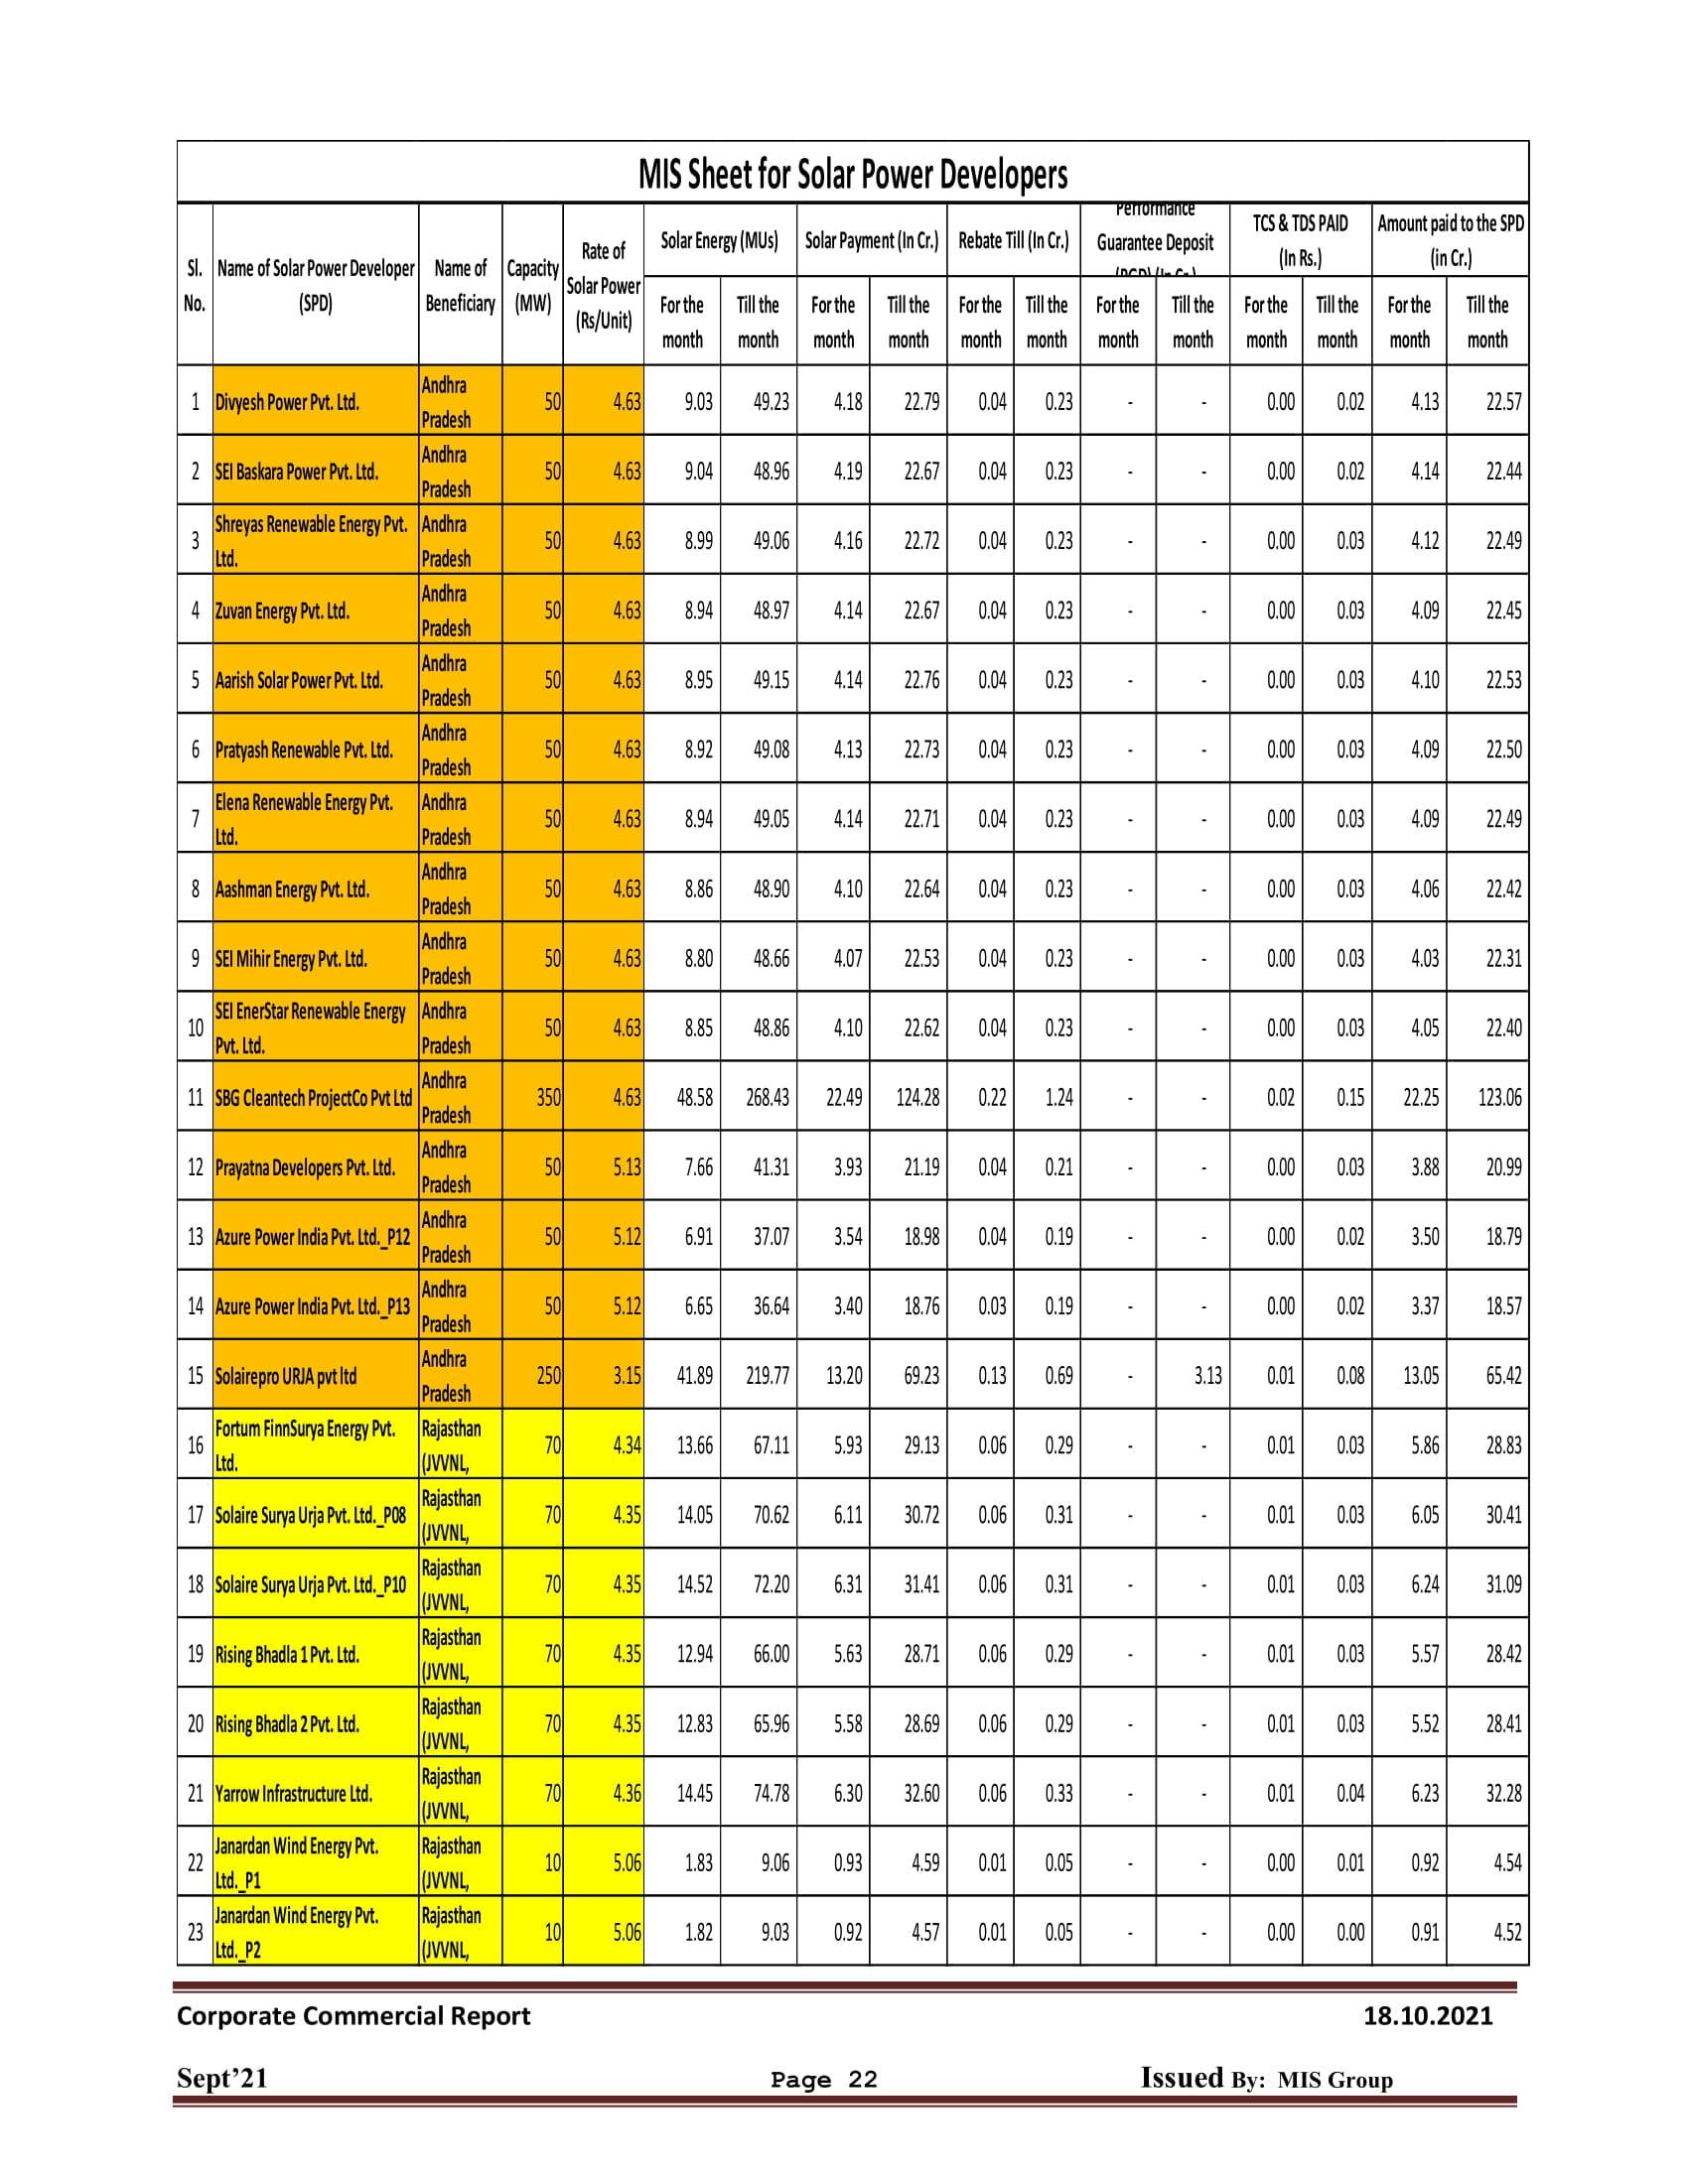 MIS Sheet for Solar Power Developers
Sl. No. Name of Solar Power Developer (SPD) Name of Beneficiary Capacity (MW) Rate of Solar Power (Rs/Unit) Solar Energy (MUs) Solar Payment (In Cr.) Rebate Till (In Cr.) Performance Guarantee Deposit (PGD) (In Cr.) TCS & TDS PAID (In Rs.) Amount paid to the SPD (in Cr.)
For the month Till the month For the month Till the month For the month Till the month For the month Till the month For the month Till the month For the month Till the month
1 Divyesh Power Pvt. Ltd. Andhra Pradesh 50 4.63 9.03 49.23 4.18 22.79 0.04 0.23 - - 0.00 0.02 4.13 22.57
2 SEI Baskara Power Pvt. Ltd. Andhra Pradesh 50 4.63 9.04 48.96 4.19 22.67 0.04 0.23 - - 0.00 0.02 4.14 22.44
3 Shreyas Renewable Energy Pvt. Ltd. Andhra Pradesh 50 4.63 8.99 49.06 4.16 22.72 0.04 0.23 - - 0.00 0.03 4.12 22.49
4 Zuvan Energy Pvt. Ltd. Andhra Pradesh 50 4.63 8.94 48.97 4.14 22.67 0.04 0.23 - - 0.00 0.03 4.09 22.45
5 Aarish Solar Power Pvt. Ltd. Andhra Pradesh 50 4.63 8.95 49.15 4.14 22.76 0.04 0.23 - - 0.00 0.03 4.10 22.53
6 Pratyash Renewable Pvt. Ltd. Andhra Pradesh 50 4.63 8.92 49.08 4.13 22.73 0.04 0.23 - - 0.00 0.03 4.09 22.50
7 Elena Renewable Energy Pvt. Ltd. Andhra Pradesh 50 4.63 8.94 49.05 4.14 22.71 0.04 0.23 - - 0.00 0.03 4.09 22.49
8 Aashman Energy Pvt. Ltd. Andhra Pradesh 50 4.63 8.86 48.90 4.10 22.64 0.04 0.23 - - 0.00 0.03 4.06 22.42
9 SEI Mihir Energy Pvt. Ltd. Andhra Pradesh 50 4.63 8.80 48.66 4.07 22.53 0.04 0.23 - - 0.00 0.03 4.03 22.31
10 SEI EnerStar Renewable Energy Pvt. Ltd. Andhra Pradesh 50 4.63 8.85 48.86 4.10 22.62 0.04 0.23 - - 0.00 0.03 4.05 22.40
11 SBG Cleantech ProjectCo Pvt Ltd Andhra Pradesh 350 4.63 48.58 268.43 22.49 124.28 0.22 1.24 - - 0.02 0.15 22.25 123.06
12 Prayatna Developers Pvt. Ltd. Andhra Pradesh 50 5.13 7.66 41.31 3.93 21.19 0.04 0.21 - - 0.00 0.03 3.88 20.99
13 Azure Power India Pvt. Ltd._P12 Andhra Pradesh 50 5.12 6.91 37.07 3.54 18.98 0.04 0.19 - - 0.00 0.02 3.50 18.79
14 Azure Power India Pvt. Ltd._P13 Andhra Pradesh 50 5.12 6.65 36.64 3.40 18.76 0.03 0.19 - - 0.00 0.02 3.37 18.57
15 Solairepro URJA pvt ltd Andhra Pradesh 250 3.15 41.89 219.77 13.20 69.23 0.13 0.69 - 3.13 0.01 0.08 13.05 65.42
16 Fortum FinnSurya Energy Pvt. Ltd. Rajasthan (JVVNL, 70 4.34 13.66 67.11 5.93 29.13 0.06 0.29 - - 0.01 0.03 5.86 28.83
17 Solaire Surya Urja Pvt. Ltd._P08 Rajasthan (JVVNL, 70 4.35 14.05 70.62 6.11 30.72 0.06 0.31 - - 0.01 0.03 6.05 30.41
18 Solaire Surya Urja Pvt. Ltd._P10 Rajasthan (JVVNL, 70 4.35 14.52 72.20 6.31 31.41 0.06 0.31 - - 0.01 0.03 6.24 31.09
19 Rising Bhadla 1 Pvt. Ltd. Rajasthan (JVVNL, 70 4.35 12.94 66.00 5.63 28.71 0.06 0.29 - - 0.01 0.03 5.57 28.42
20 Rising Bhadla 2 Pvt. Ltd. Rajasthan (JVVNL, 70 4.35 12.83 65.96 5.58 28.69 0.06 0.29 - - 0.01 0.03 5.52 28.41
21 Yarrow Infrastructure Ltd. Rajasthan (JVVNL, 70 4.36 14.45 74.78 6.30 32.60 0.06 0.33 - - 0.01 0.04 6.23 32.28
22 Janardan Wind Energy Pvt. Ltd._P1 Rajasthan (JVVNL, 10 5.06 1.83 9.06 0.93 4.59 0.01 0.05 - - 0.00 0.01 0.92 4.54
23 Janardan Wind Energy Pvt. Ltd._P2 Rajasthan (JVVNL, 10 5.06 1.82 9.03 0.92 4.57 0.01 0.05 - - 0.00 0.00 0.91 4.52
Corporate Commercial Report 18.10.2021
Sept’21 Page 22 Issued By: MIS Group